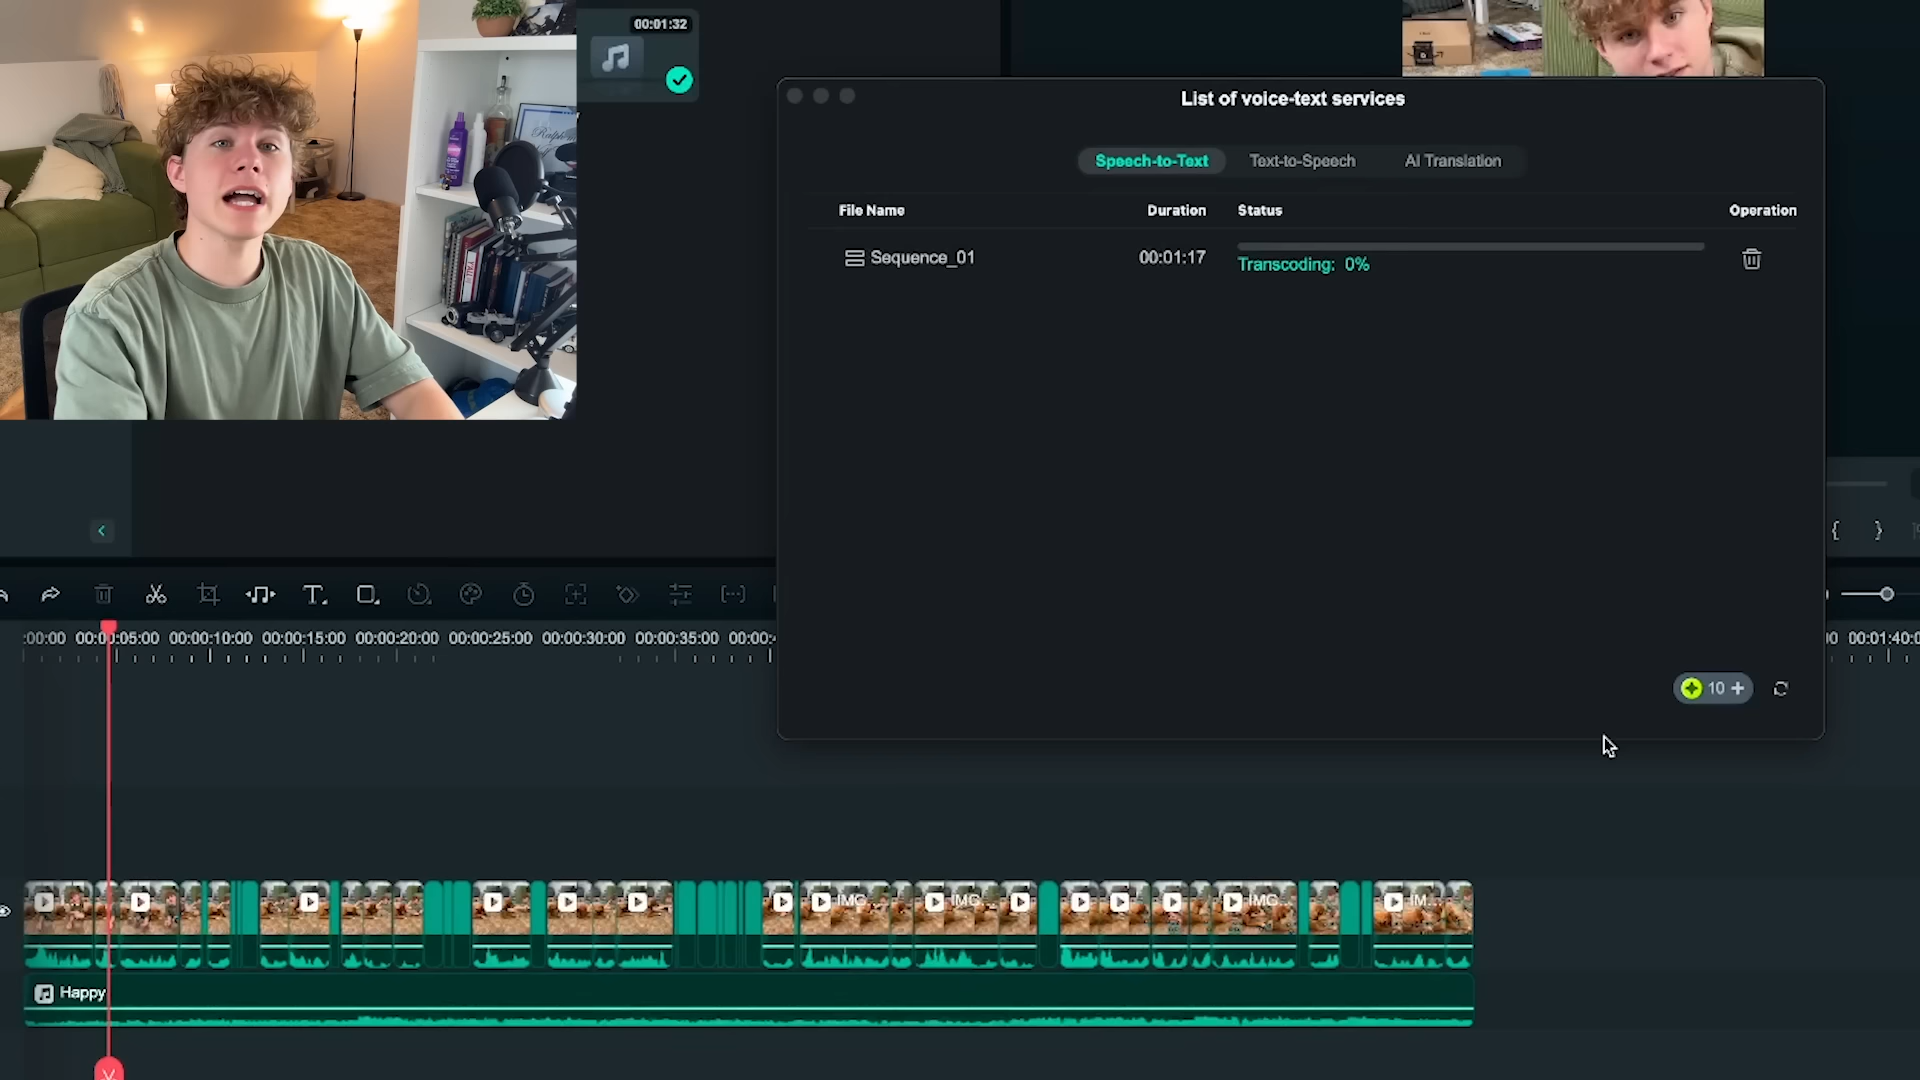 00:01:32
List of voice-text services
Speech-to-Text
Text-to-Speech
AI Translation
File Name
Duration
Status
Operation
Sequence_01
00:01:17
Transcoding: 0%
10
:00:00
00:00:05:00
00:00:10:00
00:00:15:00
00:00:20:00
00:00:25:00
00:00:30:00
00:00:35:00
00:00:4
00
00:01:40:0
IMG...
IMG...
IMG...
IM...
Happy